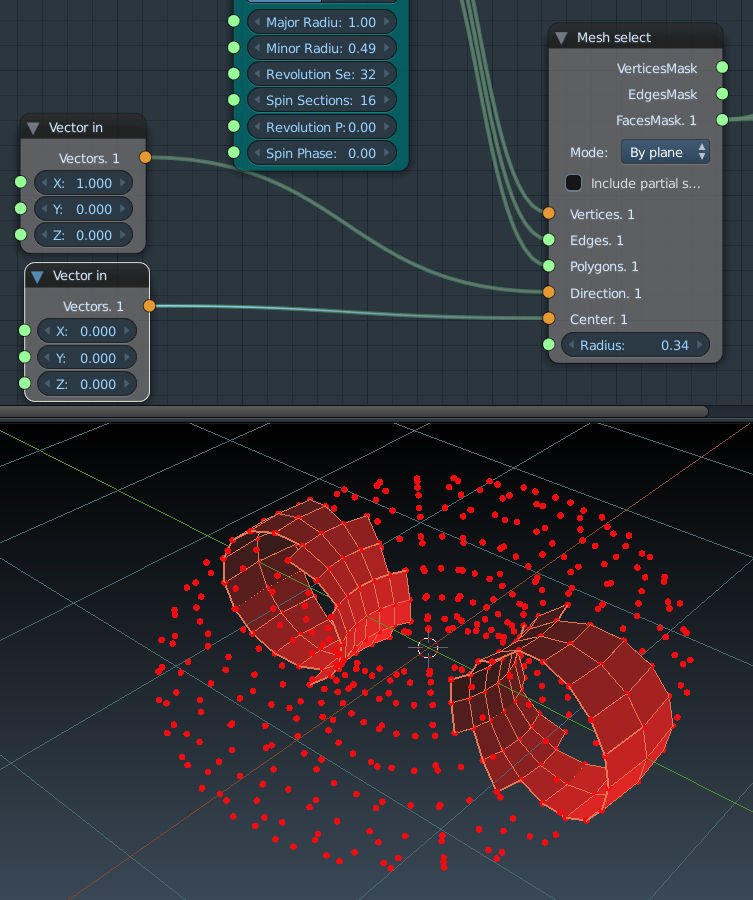 Major Radiu: 1.00
Minor Radiu: 0.49
Revolution Se: 32
Spin Sections: 16
Revolution P: 0.00
Spin Phase: 0.00
Vector in
Vectors. 1
X: 1.000
Y: 0.000
Z: 0.000
Vector in
Vectors. 1
X: 0.000
Y: 0.000
Z: 0.000
Mesh select
VerticesMask
EdgesMask
FacesMask. 1
Mode: By plane
Include partial s...
Vertices. 1
Edges. 1
Polygons. 1
Direction. 1
Center. 1
Radius: 0.34